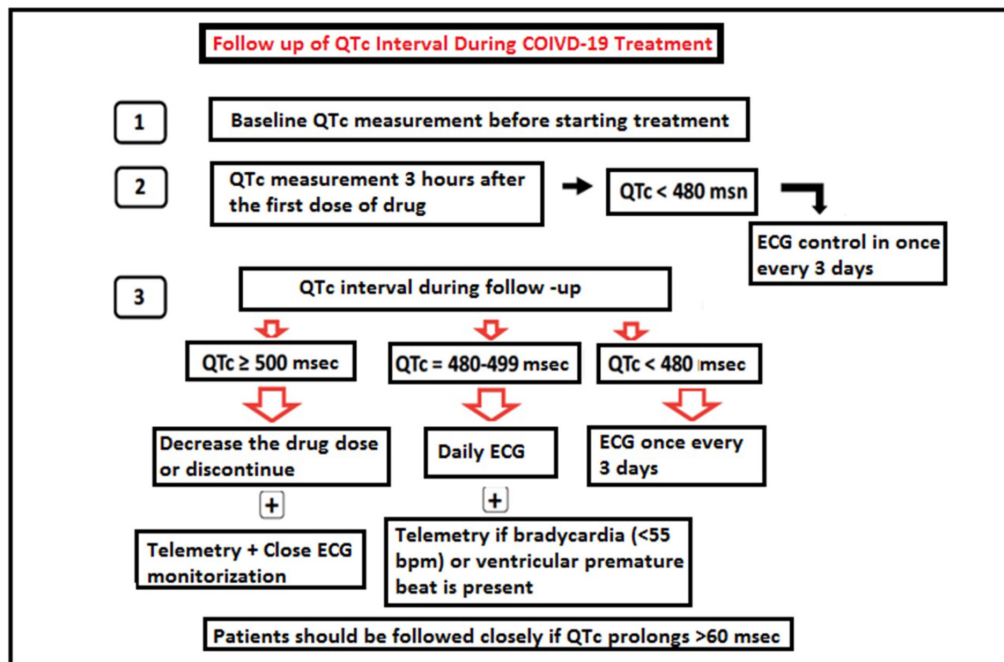 Follow up of QTc Interval During COIVD-19 Treatment
1
Baseline QTc measurement before starting treatment
2
QTc measurement 3 hours after
the first dose of drug
QTc < 480 msn
ECG control in once
every 3 days
3
QTc interval during follow -up
QTc ≥ 500 msec
QTc = 480-499 msec
QTc < 480 msec
Decrease the drug dose
or discontinue
Daily ECG
ECG once every
3 days
+
+
Telemetry + Close ECG
monitorization
Telemetry if bradycardia (<55
bpm) or ventricular premature
beat is present
Patients should be followed closely if QTc prolongs >60 msec